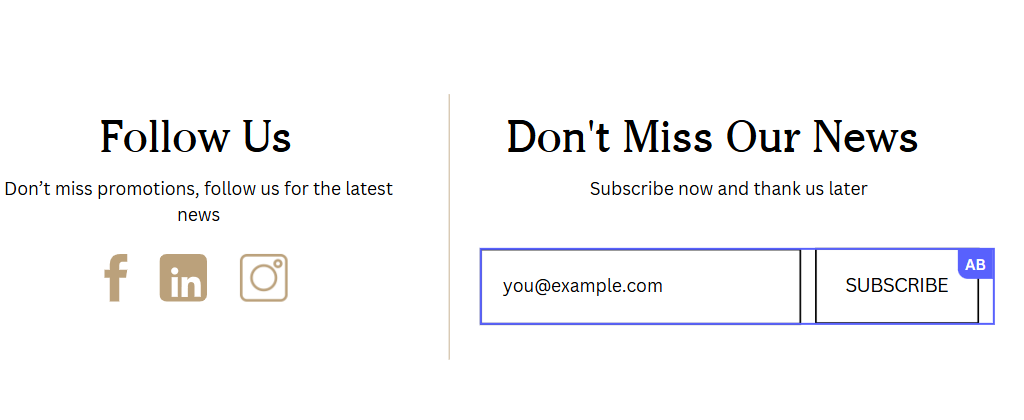 Follow Us
Don’t miss promotions, follow us for the latest
news
f
in
Don't Miss Our News
Subscribe now and thank us later
you@example.com
SUBSCRIBE
AB